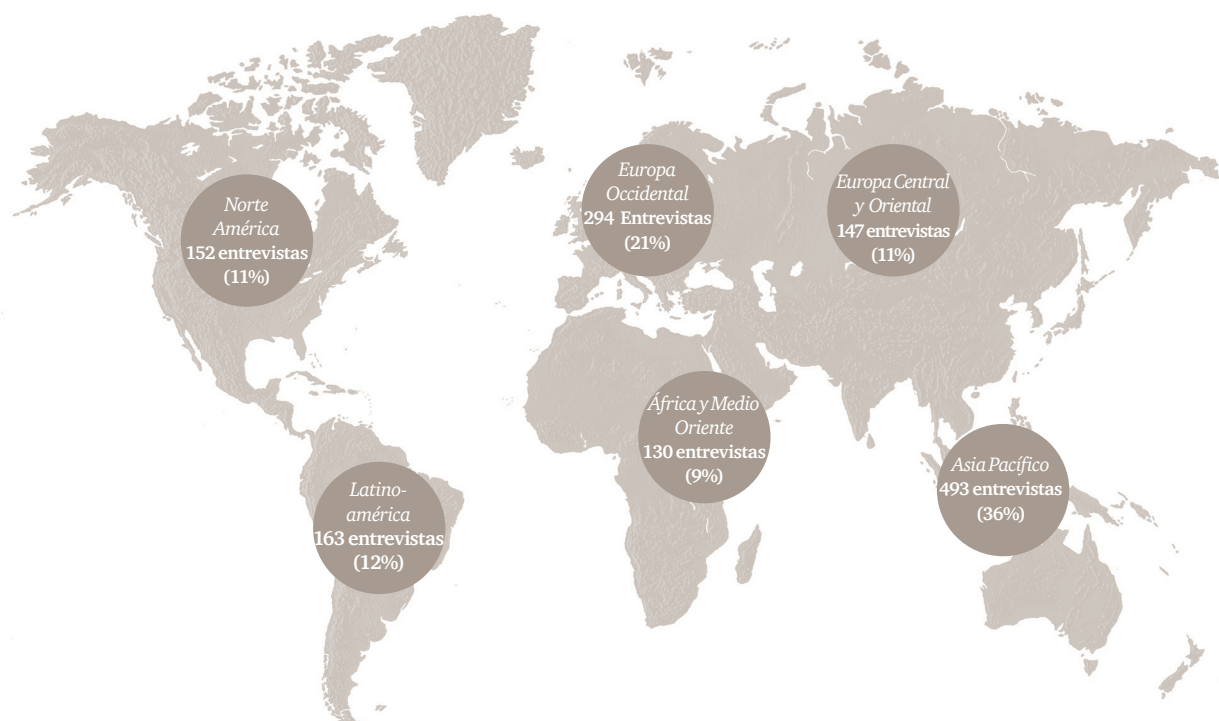 Norte
América
152 entrevistas
(11%)
Europa
Occidental
294 Entrevistas
(21%)
Europa Central
y Oriental
147 entrevistas
(11%)
África y Medio
Oriente
130 entrevistas
(9%)
Latino-
américa
163 entrevistas
(12%)
Asia Pacífico
493 entrevistas
(36%)